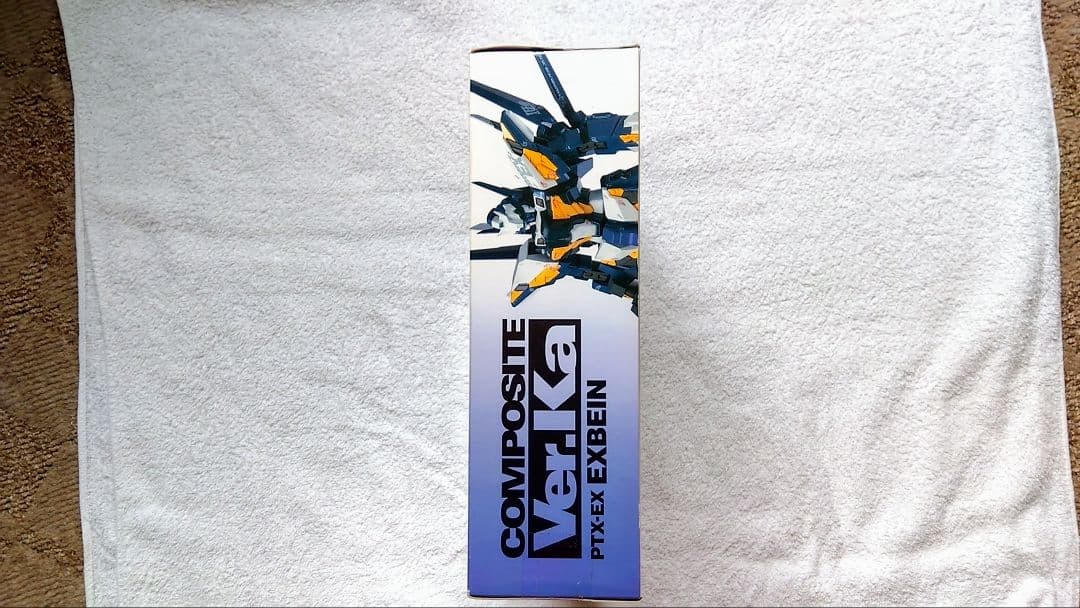 COMPOSITE
Ver.Ka
PTX-EX EXBEIN